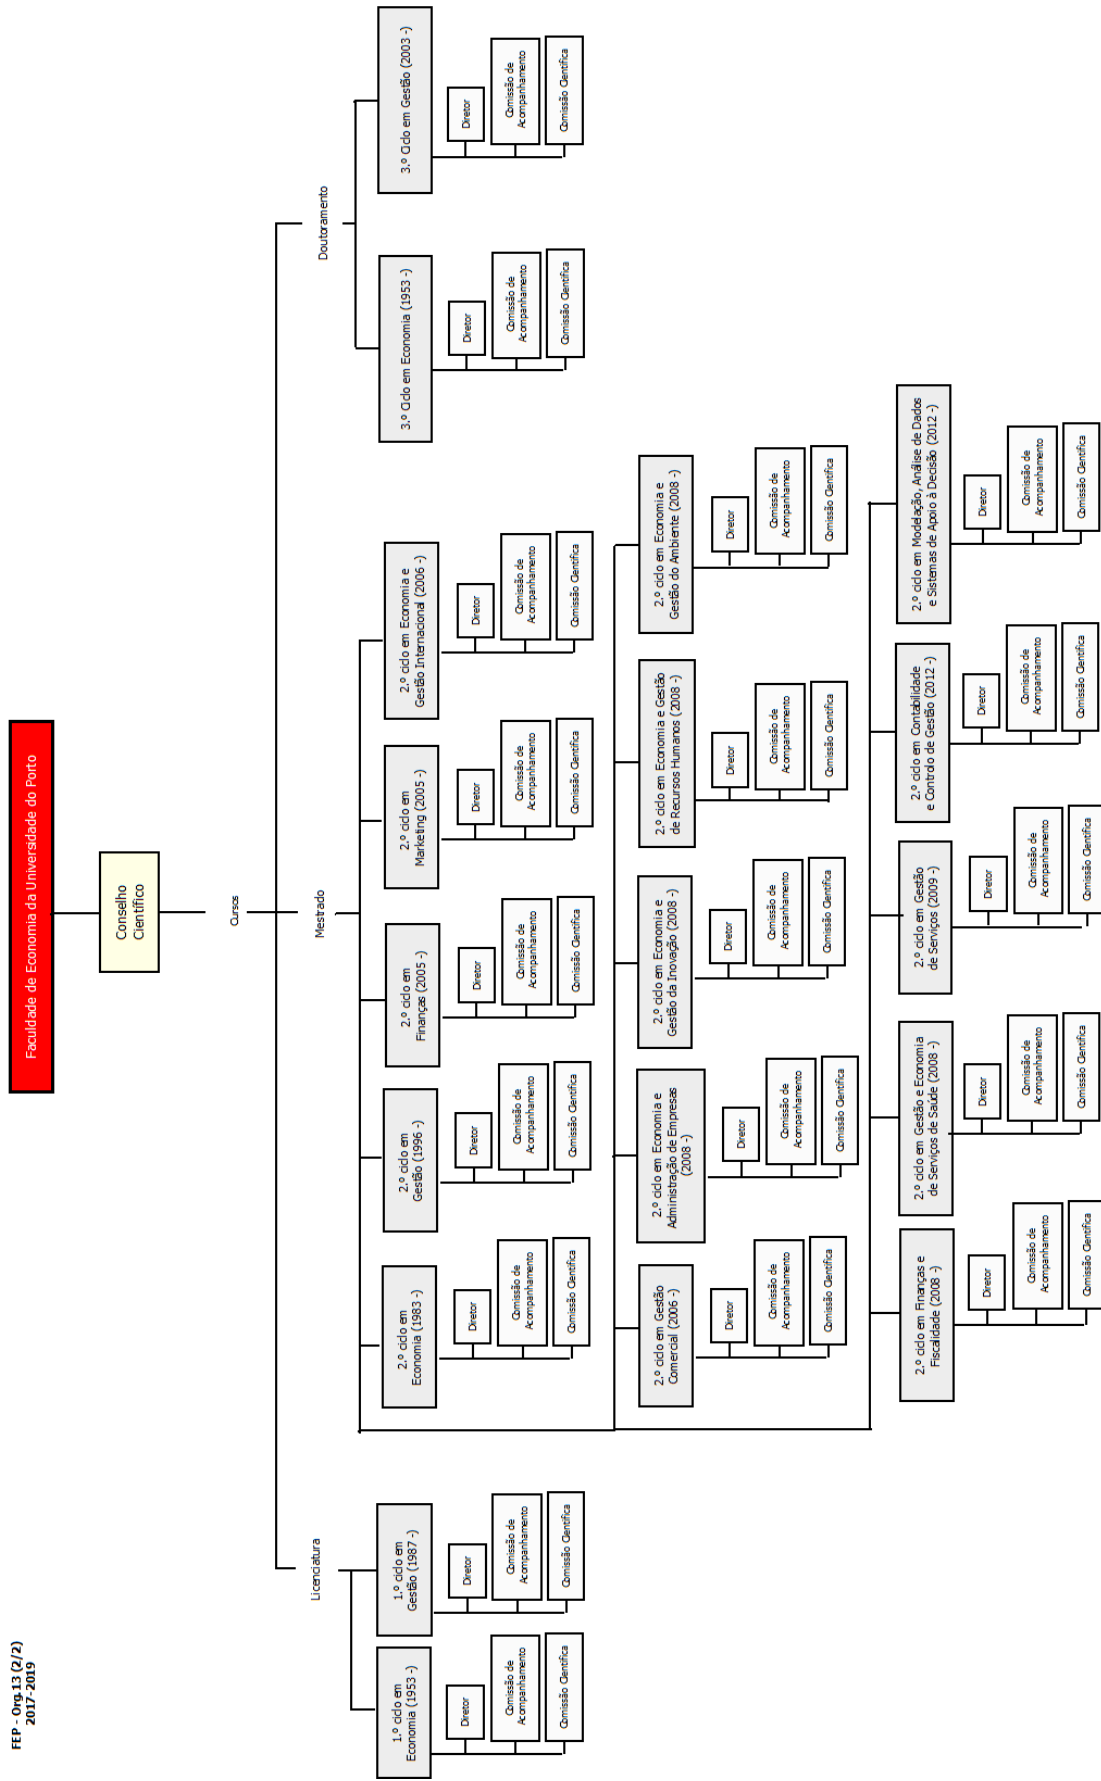 FEP - Org.13 (2/2)
2017-2019
Faculdade de Economia da Universidade do Porto
Conselho
Científico
Cursos
Licenciatura
1.º ciclo em
Economia (1953 -)
Diretor
Comissão de
Acompanhamento
Comissão Científica
1.º ciclo em
Gestão (1987 -)
Diretor
Comissão de
Acompanhamento
Comissão Científica
Mestrado
2.º ciclo em
Economia (1983 -)
Diretor
Comissão de
Acompanhamento
Comissão Científica
2.º ciclo em
Gestão (1996 -)
Diretor
Comissão de
Acompanhamento
Comissão Científica
2.º ciclo em
Finanças (2005 -)
Diretor
Comissão de
Acompanhamento
Comissão Científica
2.º ciclo em
Marketing (2005 -)
Diretor
Comissão de
Acompanhamento
Comissão Científica
2.º ciclo em Economia e
Gestão Internacional (2006 -)
Diretor
Comissão de
Acompanhamento
Comissão Científica
2.º ciclo em Gestão
Comercial (2006 -)
Diretor
Comissão de
Acompanhamento
Comissão Científica
2.º ciclo em Economia e
Administração de Empresas
(2008 -)
Diretor
Comissão de
Acompanhamento
Comissão Científica
2.º ciclo em Economia e
Gestão da Inovação (2008 -)
Diretor
Comissão de
Acompanhamento
Comissão Científica
2.º ciclo em Economia e Gestão
de Recursos Humanos (2008 -)
Diretor
Comissão de
Acompanhamento
Comissão Científica
2.º ciclo em Economia e
Gestão do Ambiente (2008 -)
Diretor
Comissão de
Acompanhamento
Comissão Científica
2.º ciclo em Finanças e
Fiscalidade (2008 -)
Diretor
Comissão de
Acompanhamento
Comissão Científica
2.º ciclo em Gestão e Economia
de Serviços de Saúde (2008 -)
Diretor
Comissão de
Acompanhamento
Comissão Científica
2.º ciclo em Gestão
de Serviços (2009 -)
Diretor
Comissão de
Acompanhamento
Comissão Científica
2.º ciclo em Contabilidade
e Controlo de Gestão (2012 -)
Diretor
Comissão de
Acompanhamento
Comissão Científica
2.º ciclo em Modelação, Análise de Dados
e Sistemas de Apoio à Decisão (2012 -)
Diretor
Comissão de
Acompanhamento
Comissão Científica
Doutoramento
3.º Ciclo em Economia (1953 -)
Diretor
Comissão de
Acompanhamento
Comissão Científica
3.º Ciclo em Gestão (2003 -)
Diretor
Comissão de
Acompanhamento
Comissão Científica